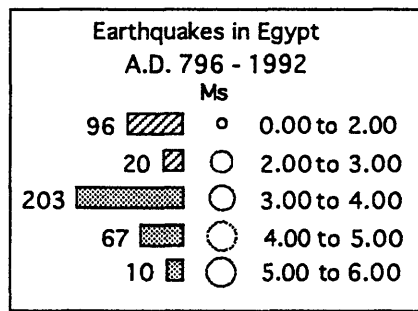 Earthquakes in Egypt
A.D. 796 - 1992
Ms
96 0.00 to 2.00
20 2.00 to 3.00
203 3.00 to 4.00
67 4.00 to 5.00
10 5.00 to 6.00